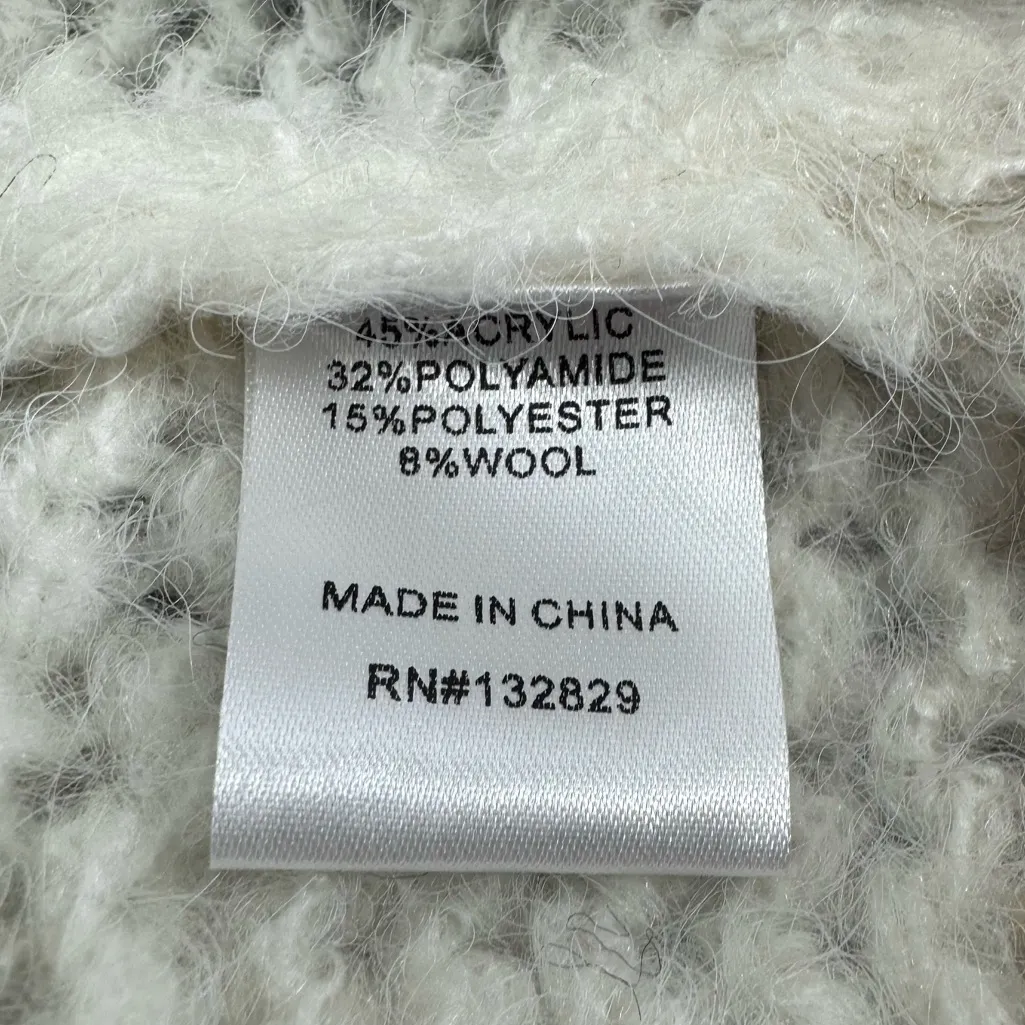 45%ACRYLIC
32%POLYAMIDE
15%POLYESTER
8%WOOL
MADE IN CHINA
RN#132829